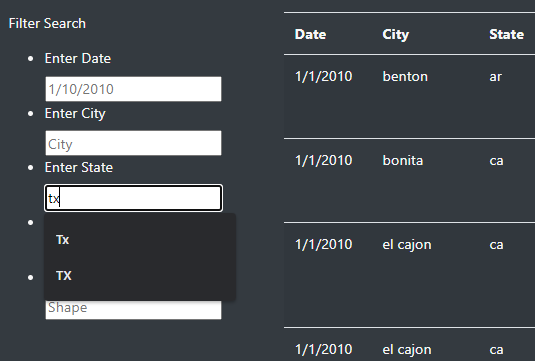 Filter Search
Enter Date
1/10/2010
Enter City
City
Enter State
tx
Tx
TX
Shape
Date City State
1/1/2010 benton ar
1/1/2010 bonita ca
1/1/2010 el cajon ca
1/1/2010 el cajon ca